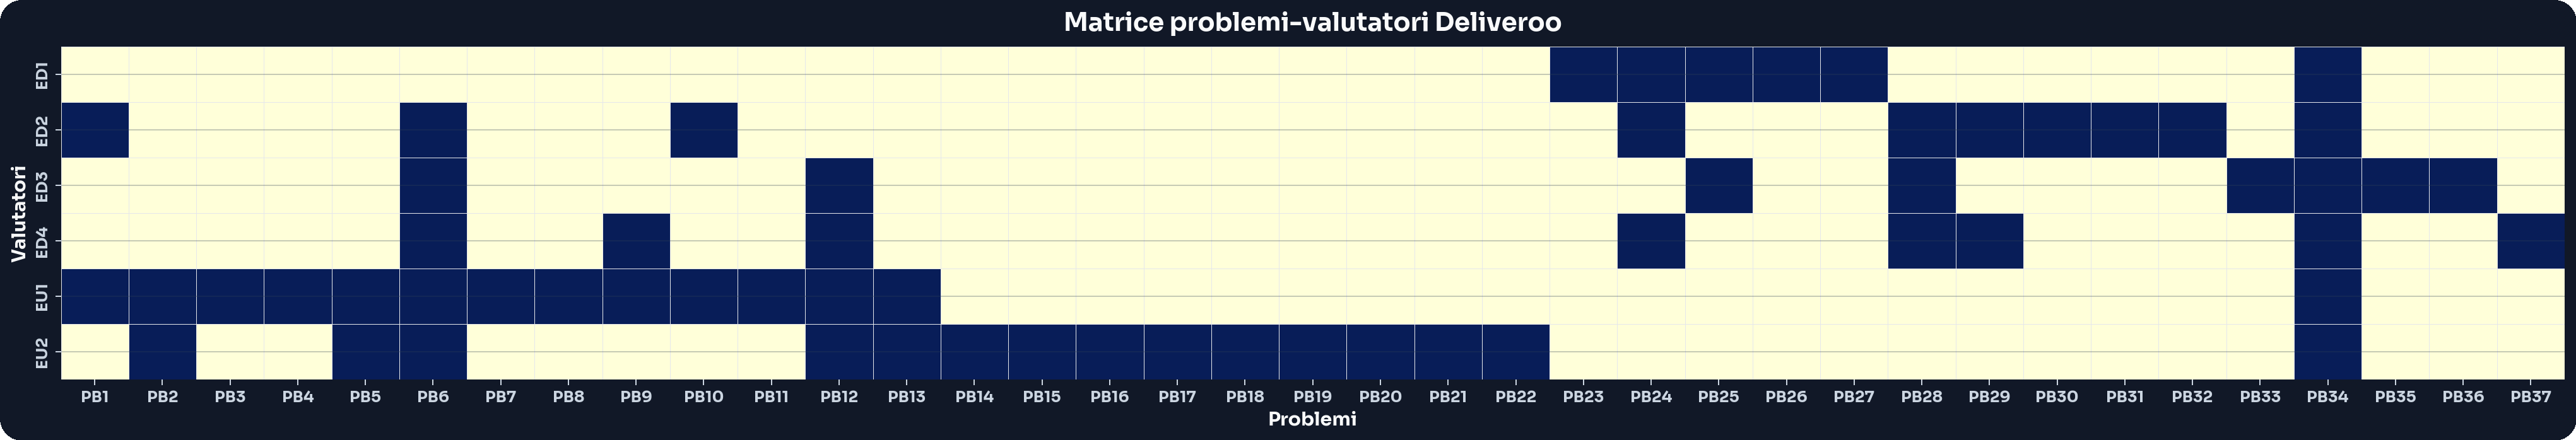 Matrice problemi-valutatori Deliveroo
Valutatori
ED1
ED2
ED3
ED4
EU1
EU2
PB1 PB2 PB3 PB4 PB5 PB6 PB7 PB8 PB9 PB10 PB11 PB12 PB13 PB14 PB15 PB16 PB17 PB18 PB19 PB20 PB21 PB22 PB23 PB24 PB25 PB26 PB27 PB28 PB29 PB30 PB31 PB32 PB33 PB34 PB35 PB36 PB37
Problemi